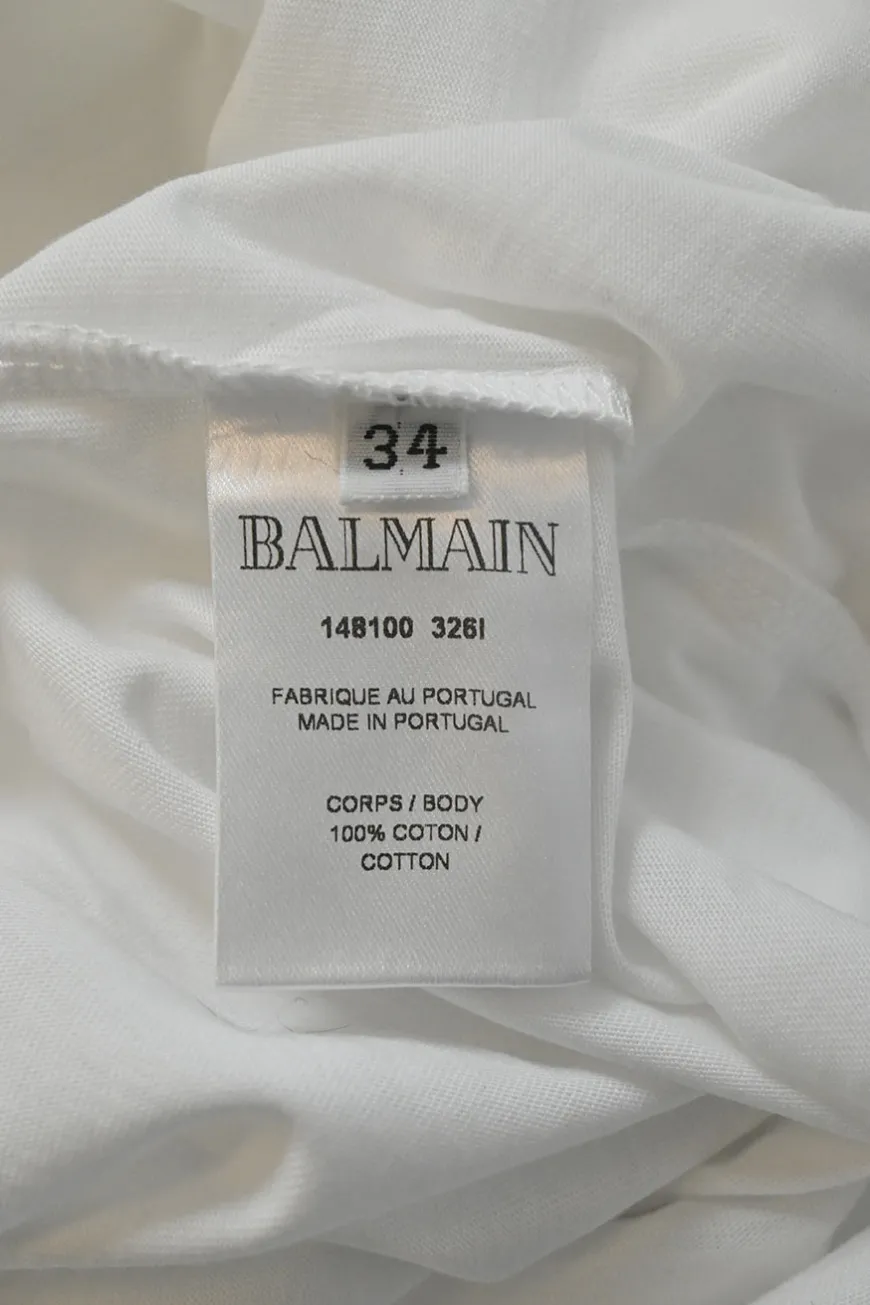 34
BALMAIN
148100 326I
FABRIQUE AU PORTUGAL
MADE IN PORTUGAL
CORPS / BODY
100% COTON /
COTTON